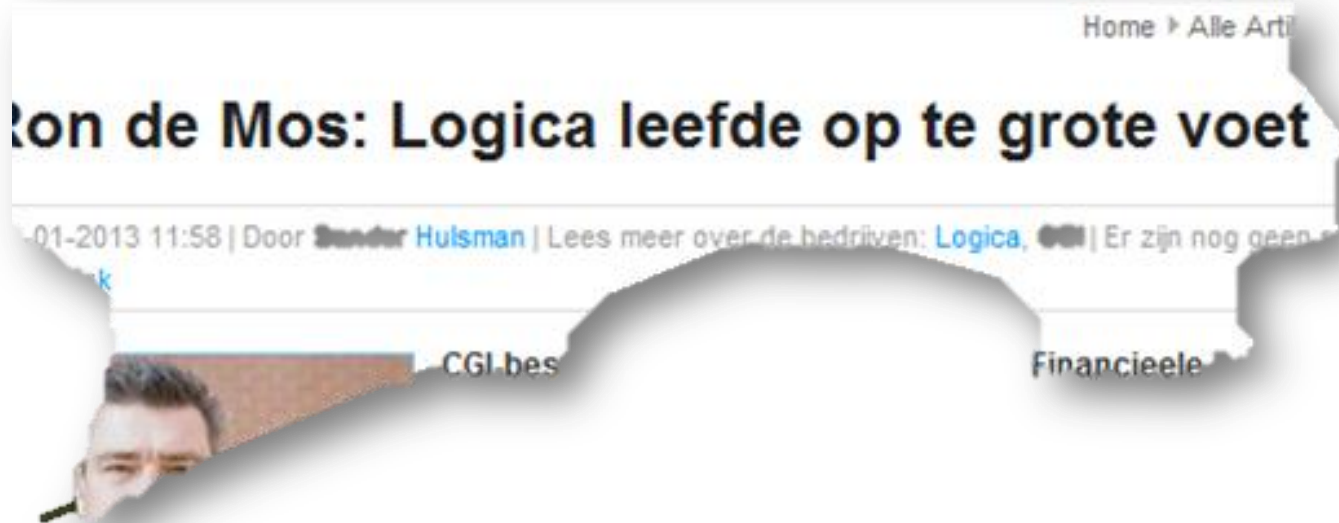 Home Alle Arti
Ron de Mos: Logica leefde op te grote voet
-01-2013 11:58 | Door Hulsman | Lees meer over de bedrijven: Logica, | Er zijn nog geen
k
CGI-bes Financieele